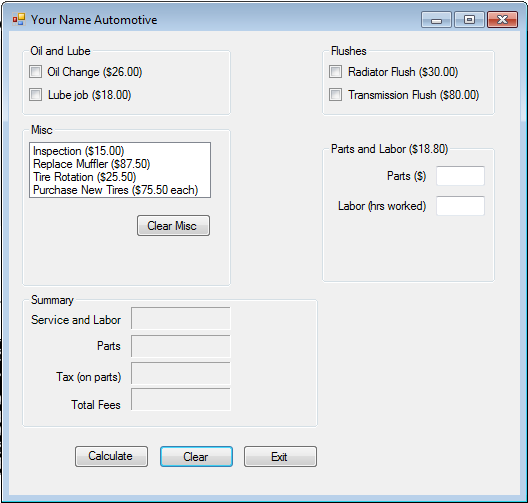 Your Name Automotive
Oil and Lube
Oil Change ($26.00)
Lube job ($18.00)
Flushes
Radiator Flush ($30.00)
Transmission Flush ($80.00)
Misc
Inspection ($15.00)
Replace Muffler ($87.50)
Tire Rotation ($25.50)
Purchase New Tires ($75.50 each)
Clear Misc
Parts and Labor ($18.80)
Parts ($)
Labor (hrs worked)
Summary
Service and Labor
Parts
Tax (on parts)
Total Fees
Calculate
Clear
Exit